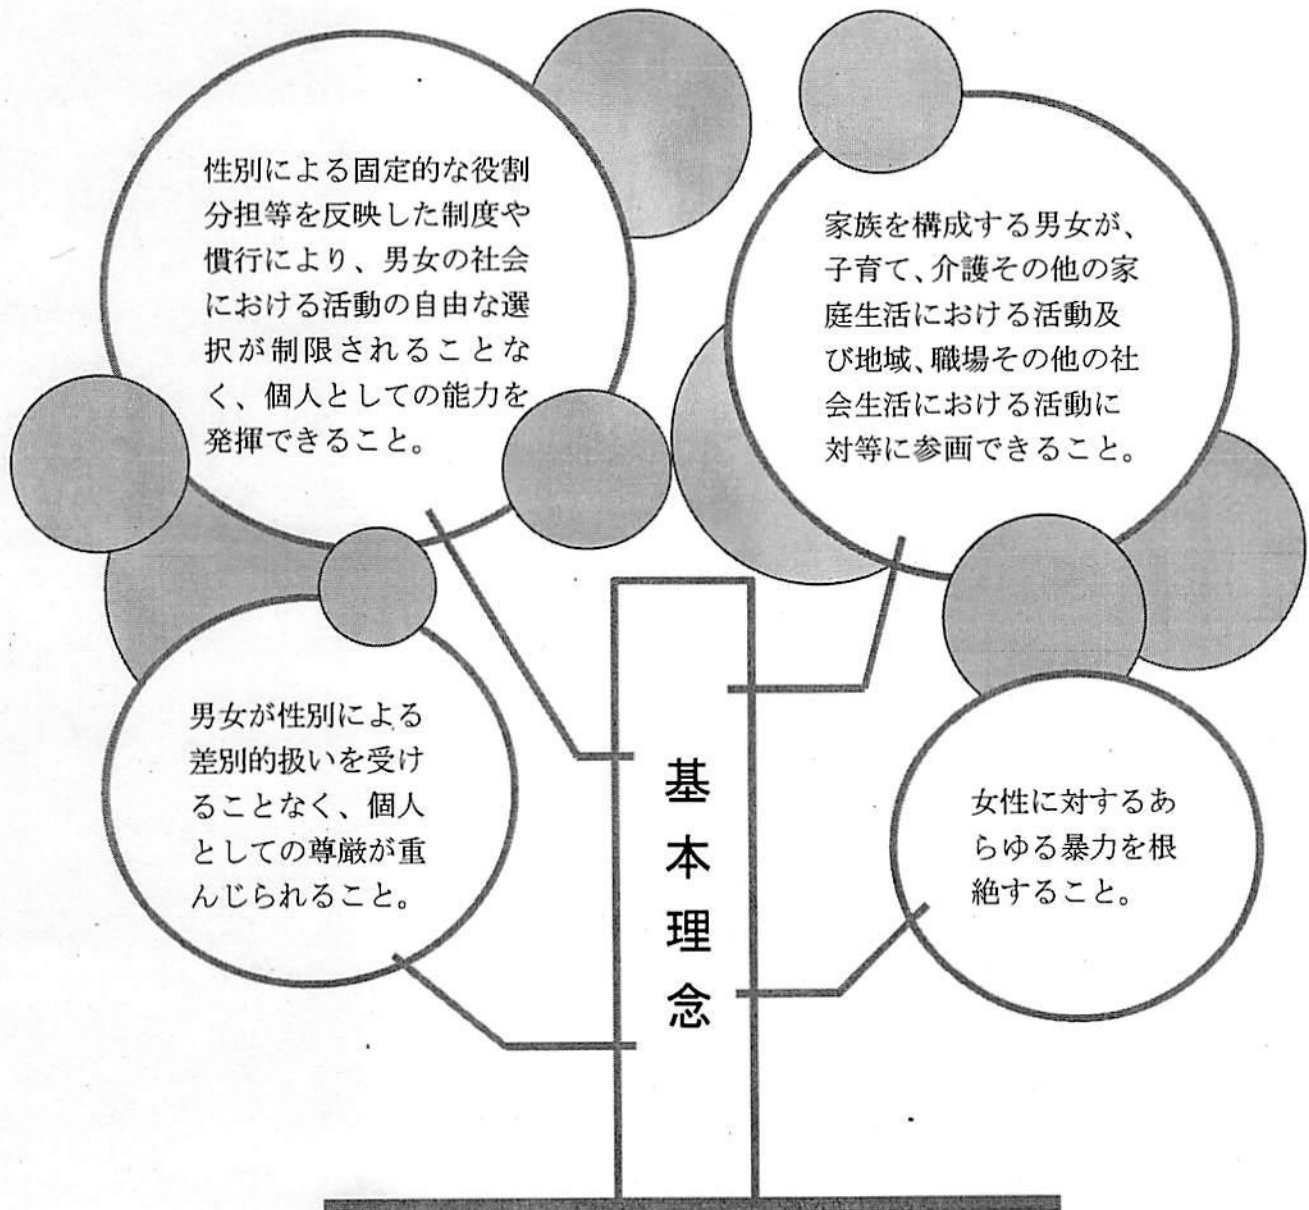 性別による固定的な役割
分担等を反映した制度や
慣行により、男女の社会
における活動の自由な選
択が制限されることな
く、個人としての能力を
発揮できること。
家族を構成する男女が、
子育て、介護その他の家
庭生活における活動及
び地域、職場その他の社
会生活における活動に
対等に参画できること。
男女が性別による
差別的扱いを受け
ることなく、個人
としての尊厳が重
んじられること。
基本理念
女性に対するあ
らゆる暴力を根
絶すること。